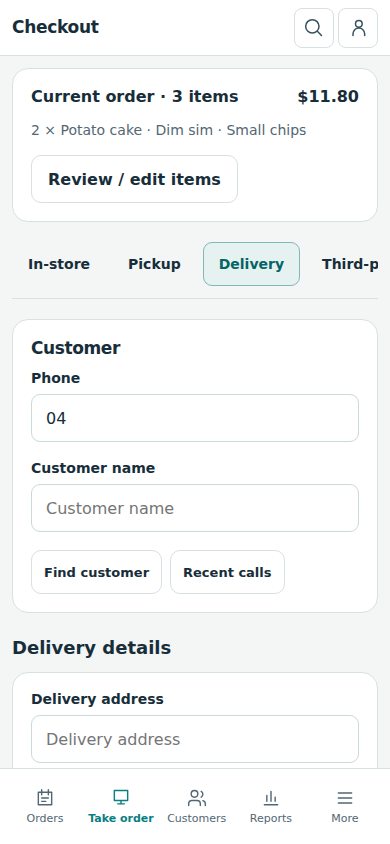 Checkout
Current order · 3 items $11.80
2 × Potato cake · Dim sim · Small chips
Review / edit items
In-store Pickup Delivery Third-p
Customer
Phone
04
Customer name
Customer name
Find customer Recent calls
Delivery details
Delivery address
Delivery address
Orders Take order Customers Reports More